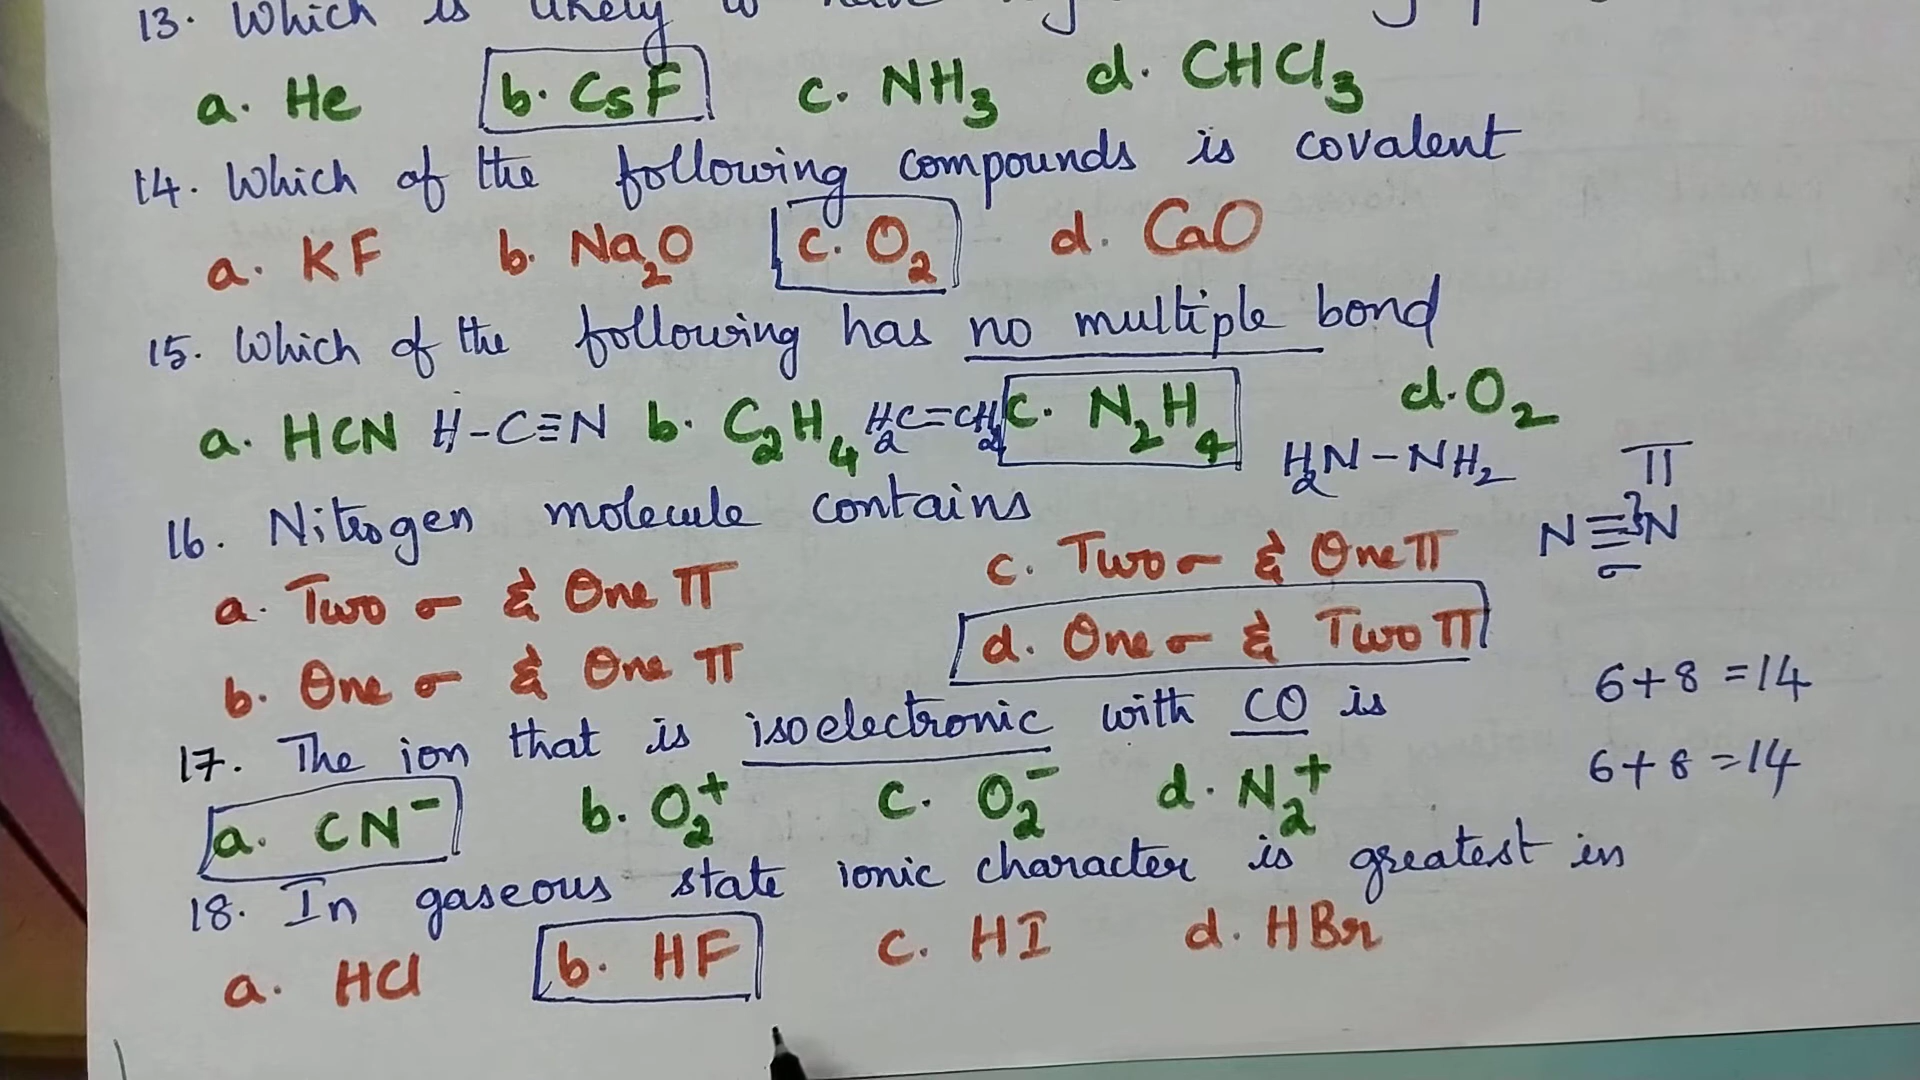 13. Which is likely to have
a. He b. CsF c. NH3 d. CHCl3
14. Which of the following compounds is covalent
a. KF b. Na2O c. O2 d. CaO
15. Which of the following has no multiple bond
a. HCN H-C≡N b. C2H4 H2C=CH2 c. N2H4 d. O2
H2N-NH2
16. Nitrogen molecule contains
π
N≡}N
σ
a. Two σ & One π c. Two σ & One π
b. One σ & One π d. One σ & Two π
17. The ion that is isoelectronic with CO is
6+8=14
6+8=14
a. CN⁻ b. O2⁺ c. O2⁻ d. N2⁺
18. In gaseous state ionic character is greatest in
a. HCl b. HF c. HI d. HBr